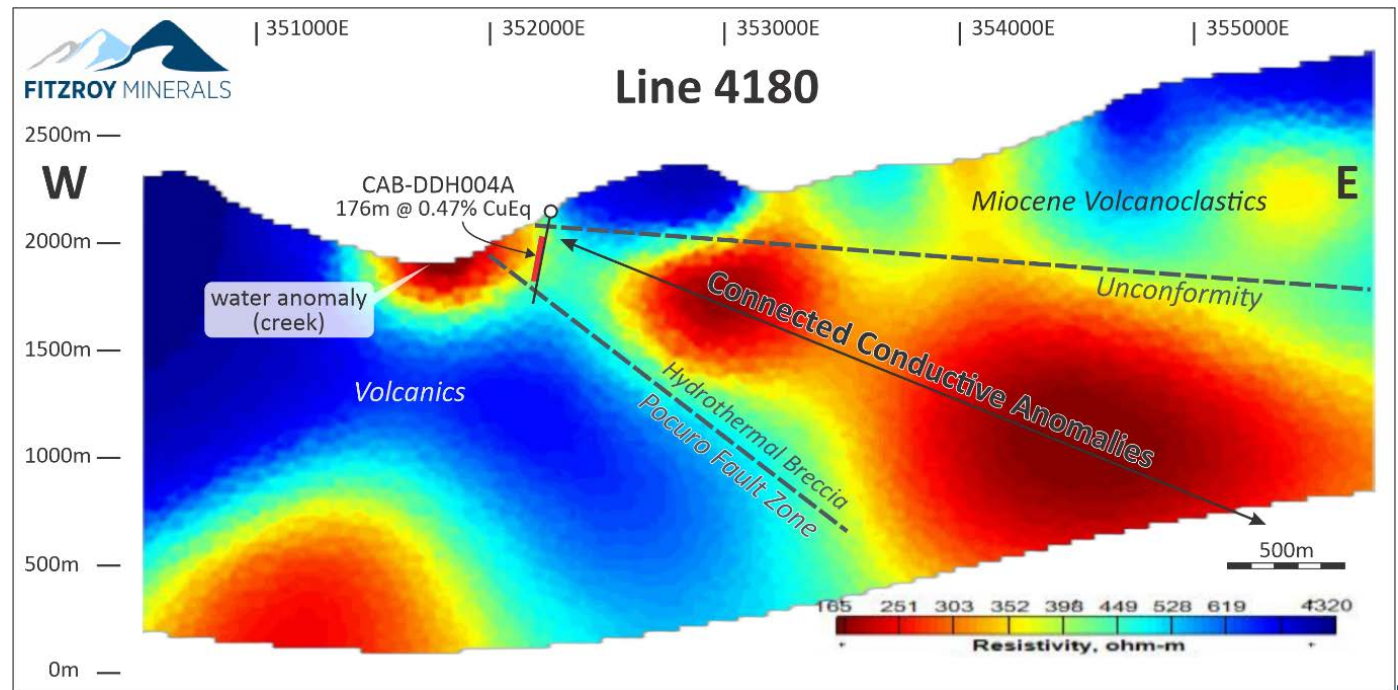 351000E
352000E
353000E
354000E
355000E
FITZROY MINERALS
Line 4180
2500m
W
E
CAB-DDH004A
176m @ 0.47% CuEq
Miocene Volcanoclastics
2000m
Unconformity
water anomaly
(creek)
Connected Conductive Anomalies
1500m
Volcanics
Hydrothermal Breccia
Pocuro Fault Zone
1000m
500m
500m
165 251 303 352 398 449 528 619 4320
Resistivity, ohm-m
0m